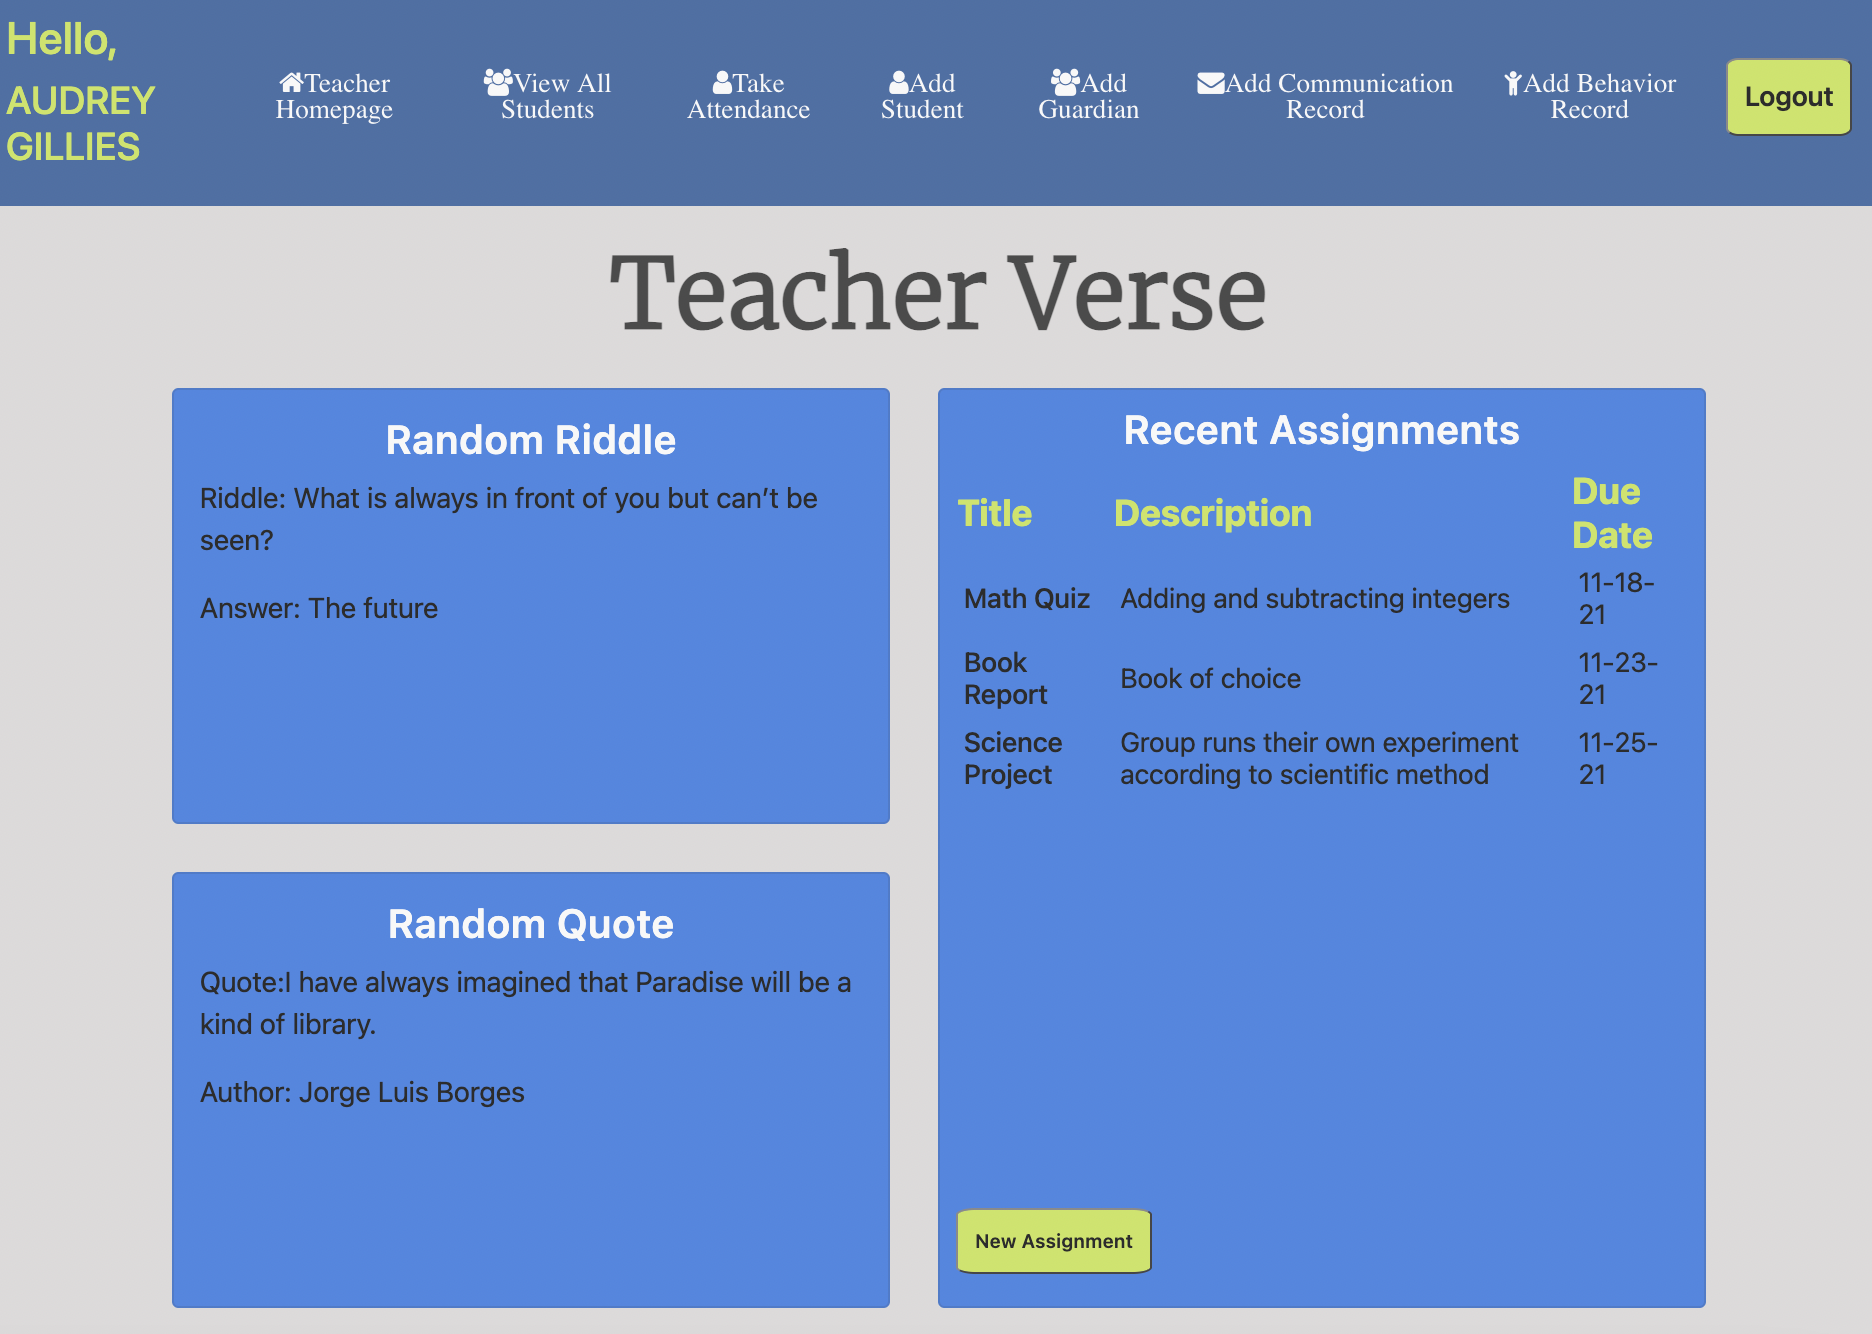 Hello,
AUDREY
GILLIES
Teacher
Homepage
View All
Students
Take
Attendance
Add
Student
Add
Guardian
Add Communication
Record
Add Behavior
Record
Logout
Teacher Verse
Random Riddle
Riddle: What is always in front of you but can’t be
seen?
Answer: The future
Random Quote
Quote:I have always imagined that Paradise will be a
kind of library.
Author: Jorge Luis Borges
Recent Assignments
Title Description Due
Date
Math Quiz Adding and subtracting integers 11-18-
21
Book
Report Book of choice 11-23-
21
Science
Project Group runs their own experiment
according to scientific method 11-25-
21
New Assignment